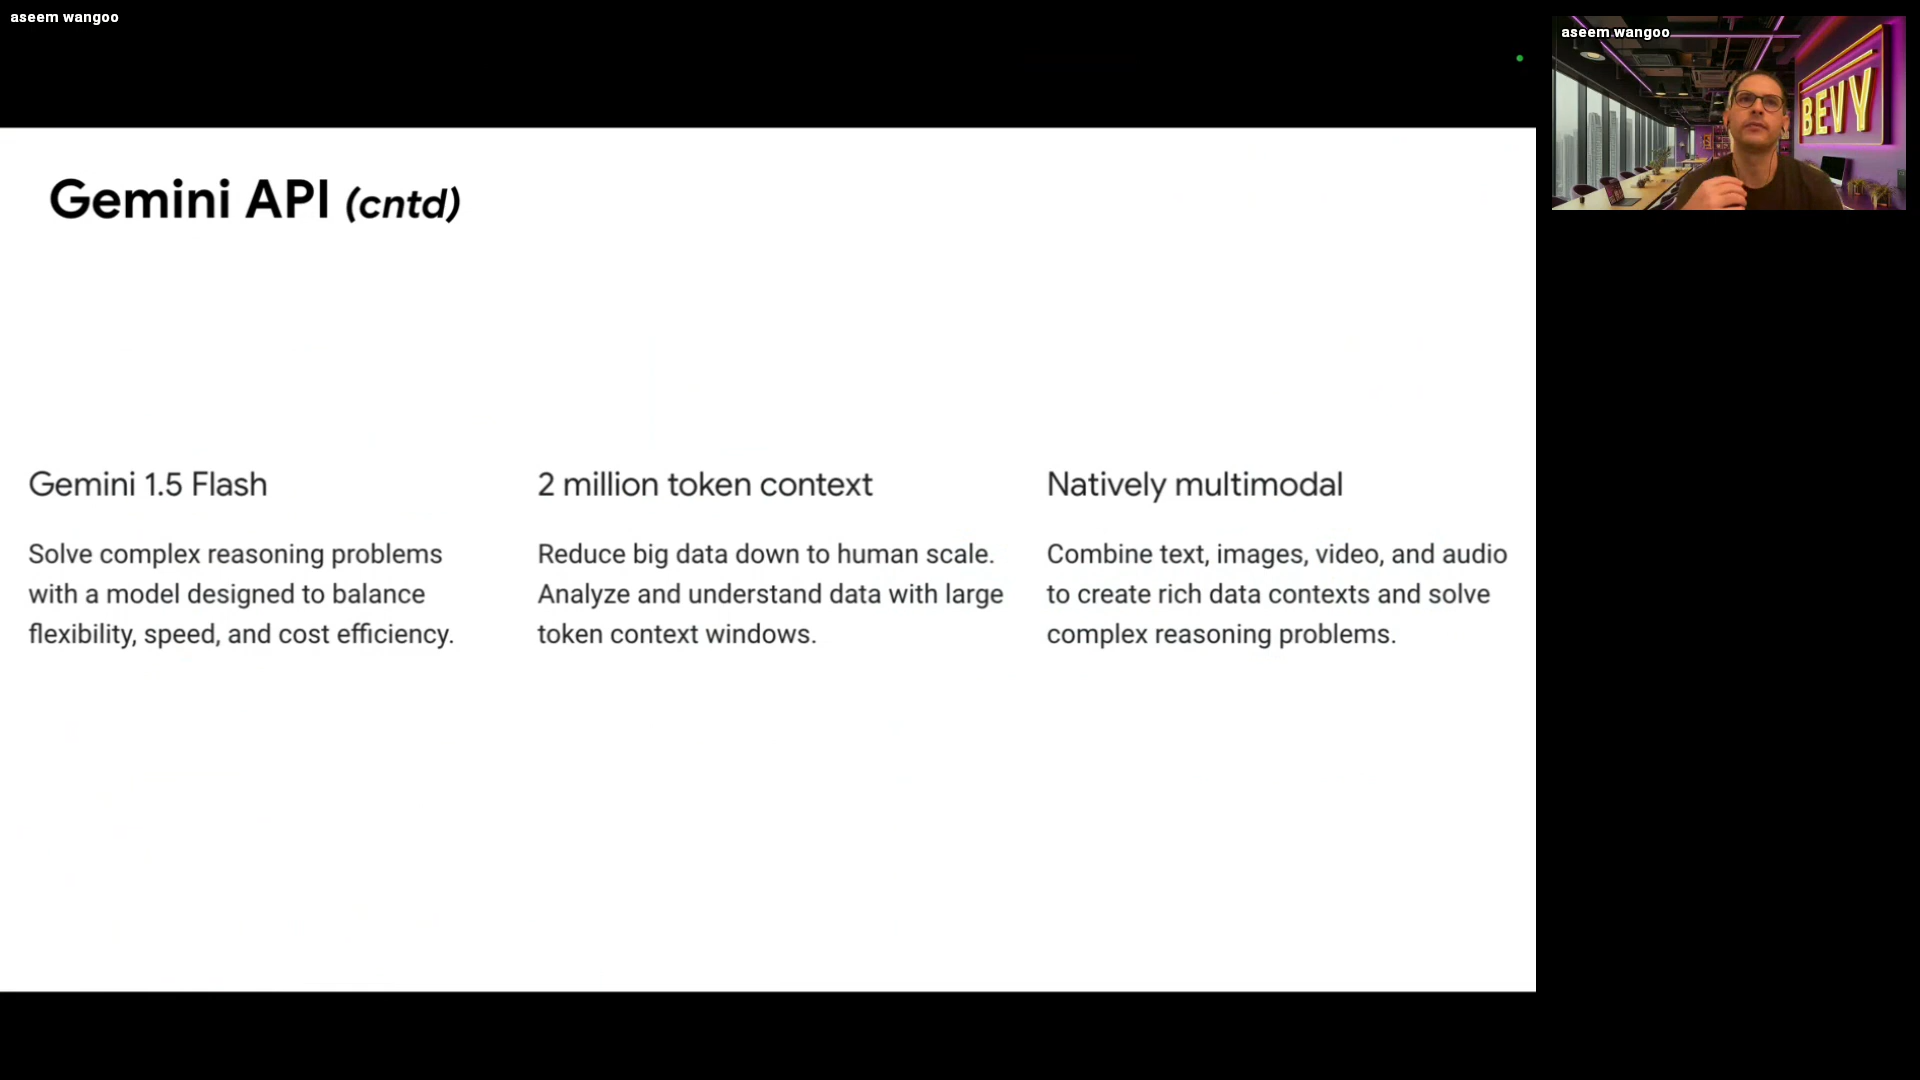 aseem wangoo
aseem wangoo
BEVY
Gemini API (cntd)
Gemini 1.5 Flash
Solve complex reasoning problems
with a model designed to balance
flexibility, speed, and cost efficiency.
2 million token context
Reduce big data down to human scale.
Analyze and understand data with large
token context windows.
Natively multimodal
Combine text, images, video, and audio
to create rich data contexts and solve
complex reasoning problems.